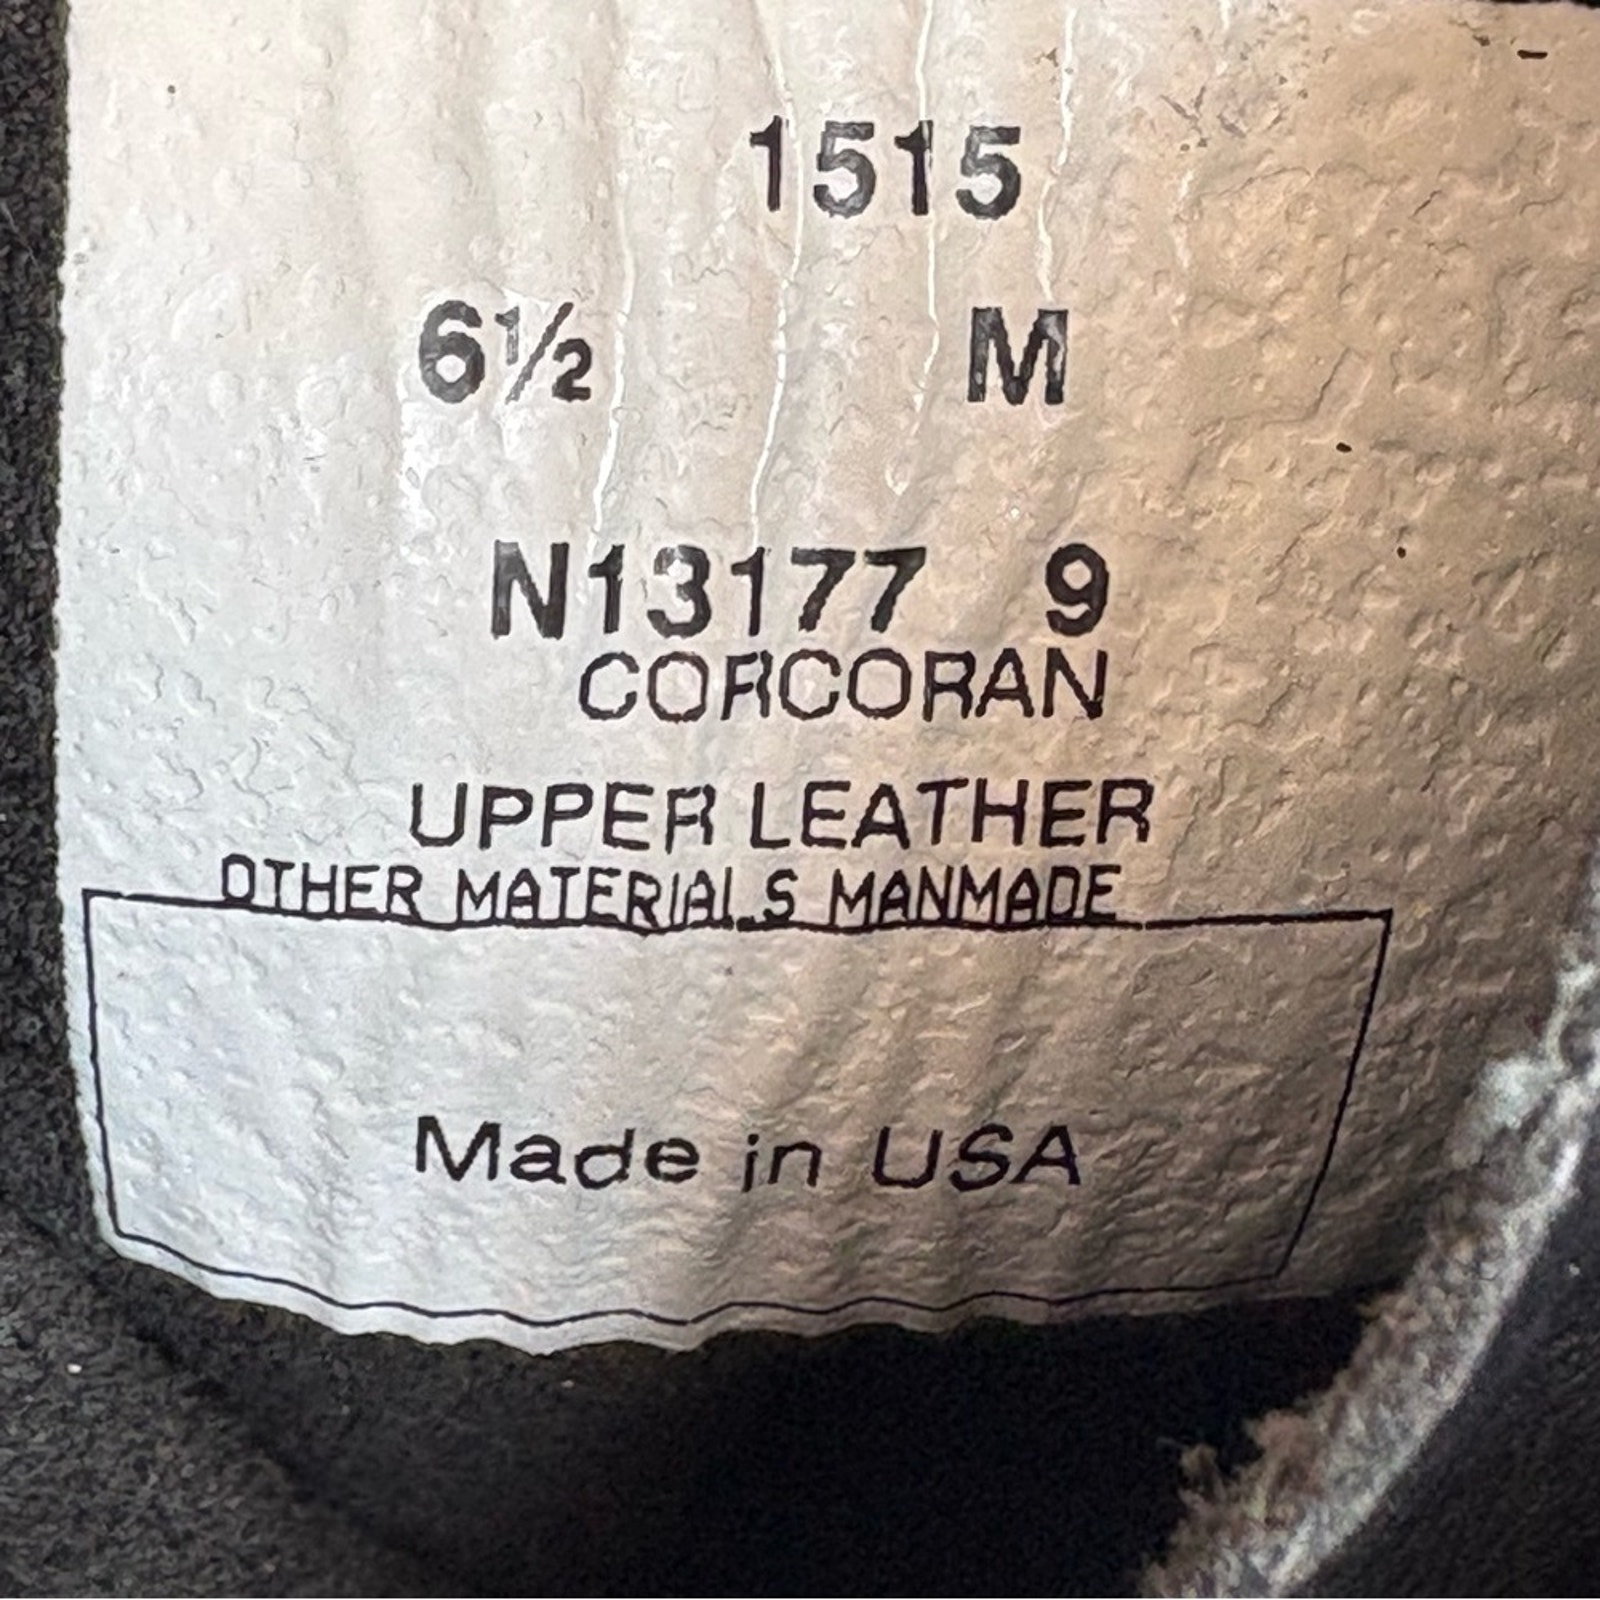 1515
6½ M
N13177 9
CORCORAN
UPPER LEATHER
OTHER MATERIALS MANMADE
Made in USA